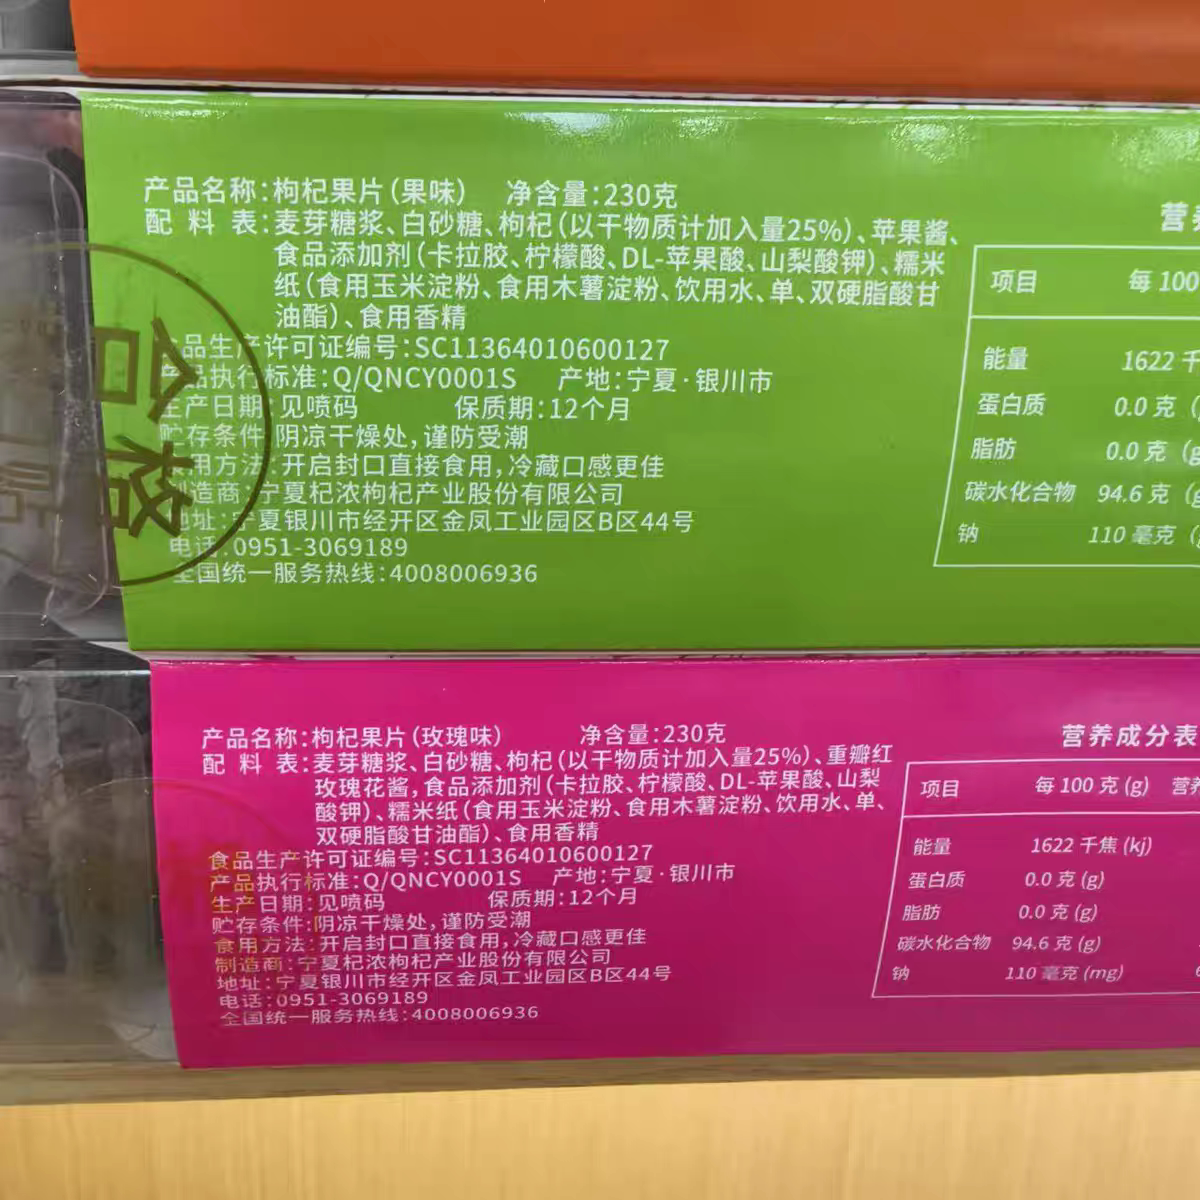 产品名称:枸杞果片(果味) 净含量:230克
配 料 表:麦芽糖浆、白砂糖、枸杞(以干物质计加入量25%)、苹果酱、
食品添加剂(卡拉胶、柠檬酸、DL-苹果酸、山梨酸钾)、糯米
纸(食用玉米淀粉、食用木薯淀粉、饮用水、单、双硬脂酸甘
油酯)、食用香精
品生产许可证编号:SC11364010600127
产品执行标准:Q/QNCY0001S 产地:宁夏·银川市
生产日期:见喷码 保质期:12个月
贮存条件:阴凉干燥处,谨防受潮
食用方法:开启封口直接食用,冷藏口感更佳
制造商:宁夏杞浓枸杞产业股份有限公司
地址:宁夏银川市经开区金凤工业园区B区44号
电话:0951-3069189
全国统一服务热线:4008006936
合格
营养
项目 每100
能量 1622 千
蛋白质 0.0 克 (
脂肪 0.0 克 (g
碳水化合物 94.6 克 (g
钠 110 毫克 (
产品名称:枸杞果片(玫瑰味) 净含量:230克
配 料 表:麦芽糖浆、白砂糖、枸杞(以干物质计加入量25%)、重瓣红
玫瑰花酱,食品添加剂(卡拉胶、柠檬酸、DL-苹果酸、山梨
酸钾)、糯米纸(食用玉米淀粉、食用木薯淀粉、饮用水、单、
双硬脂酸甘油酯)、食用香精
食品生产许可证编号:SC11364010600127
产品执行标准:Q/QNCY0001S 产地:宁夏·银川市
生产日期:见喷码 保质期:12个月
贮存条件:阴凉干燥处,谨防受潮
食用方法:开启封口直接食用,冷藏口感更佳
制造商:宁夏杞浓枸杞产业股份有限公司
地址:宁夏银川市经开区金凤工业园区B区44号
电话:0951-3069189
全国统一服务热线:4008006936
营养成分表
项目 每100克(g) 营养
能量 1622 千焦(kj)
蛋白质 0.0 克(g)
脂肪 0.0 克(g)
碳水化合物 94.6 克(g)
钠 110 毫克(mg)